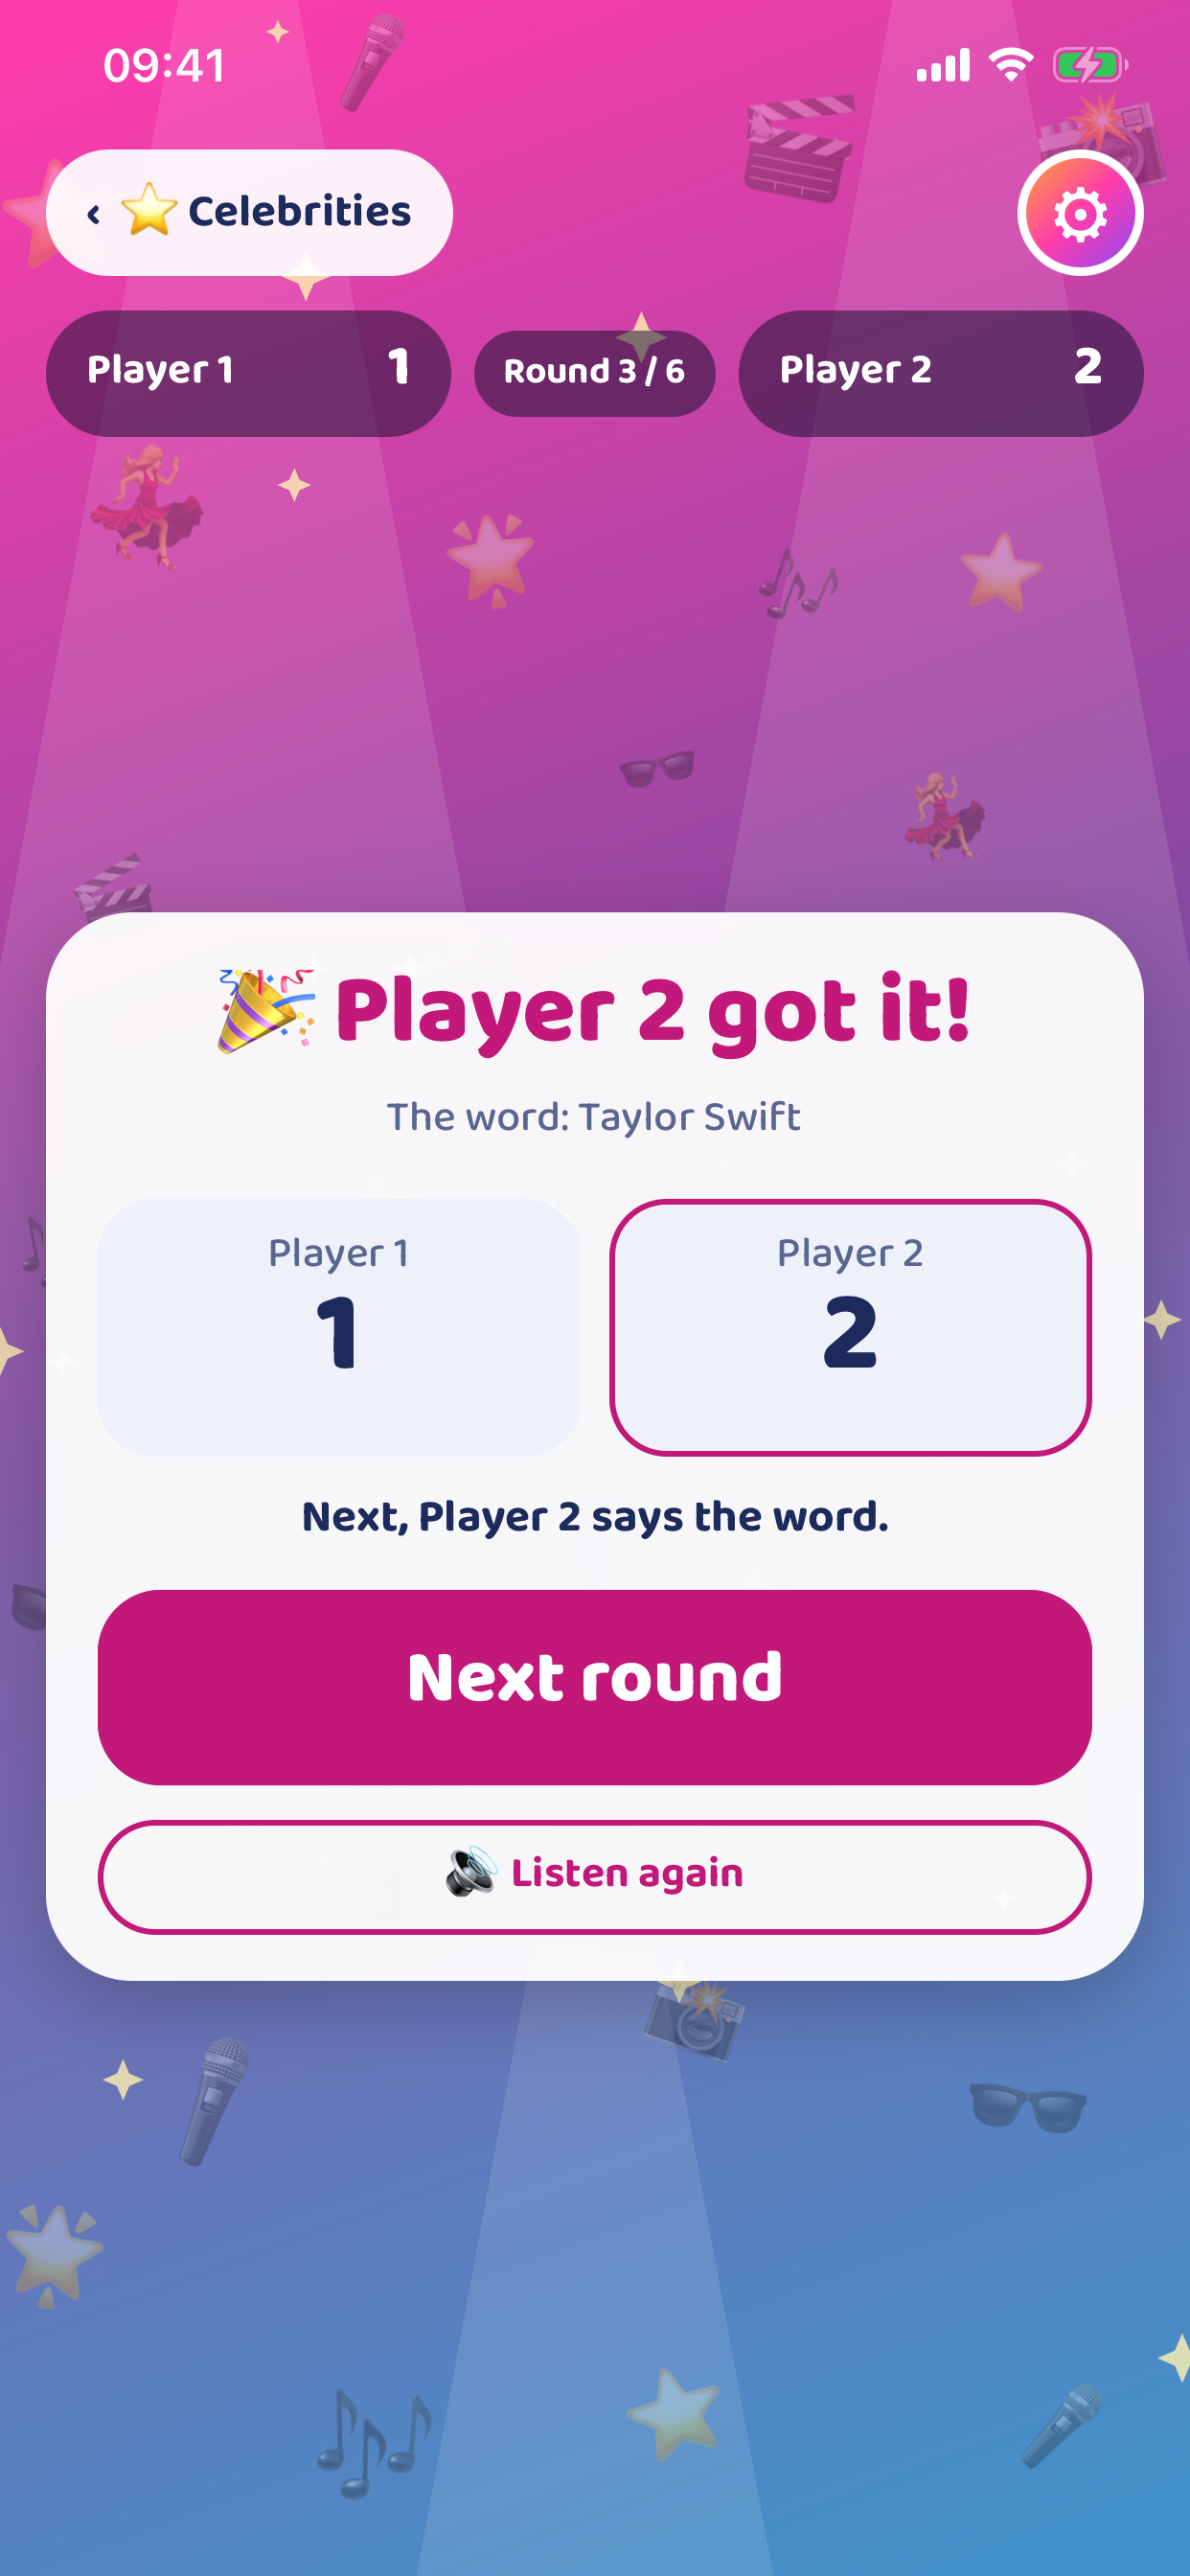 09:41
‹ ⭐ Celebrities
Player 1 1
Round 3 / 6
Player 2 2
🎉 Player 2 got it!
The word: Taylor Swift
Player 1
1
Player 2
2
Next, Player 2 says the word.
Next round
🔊 Listen again